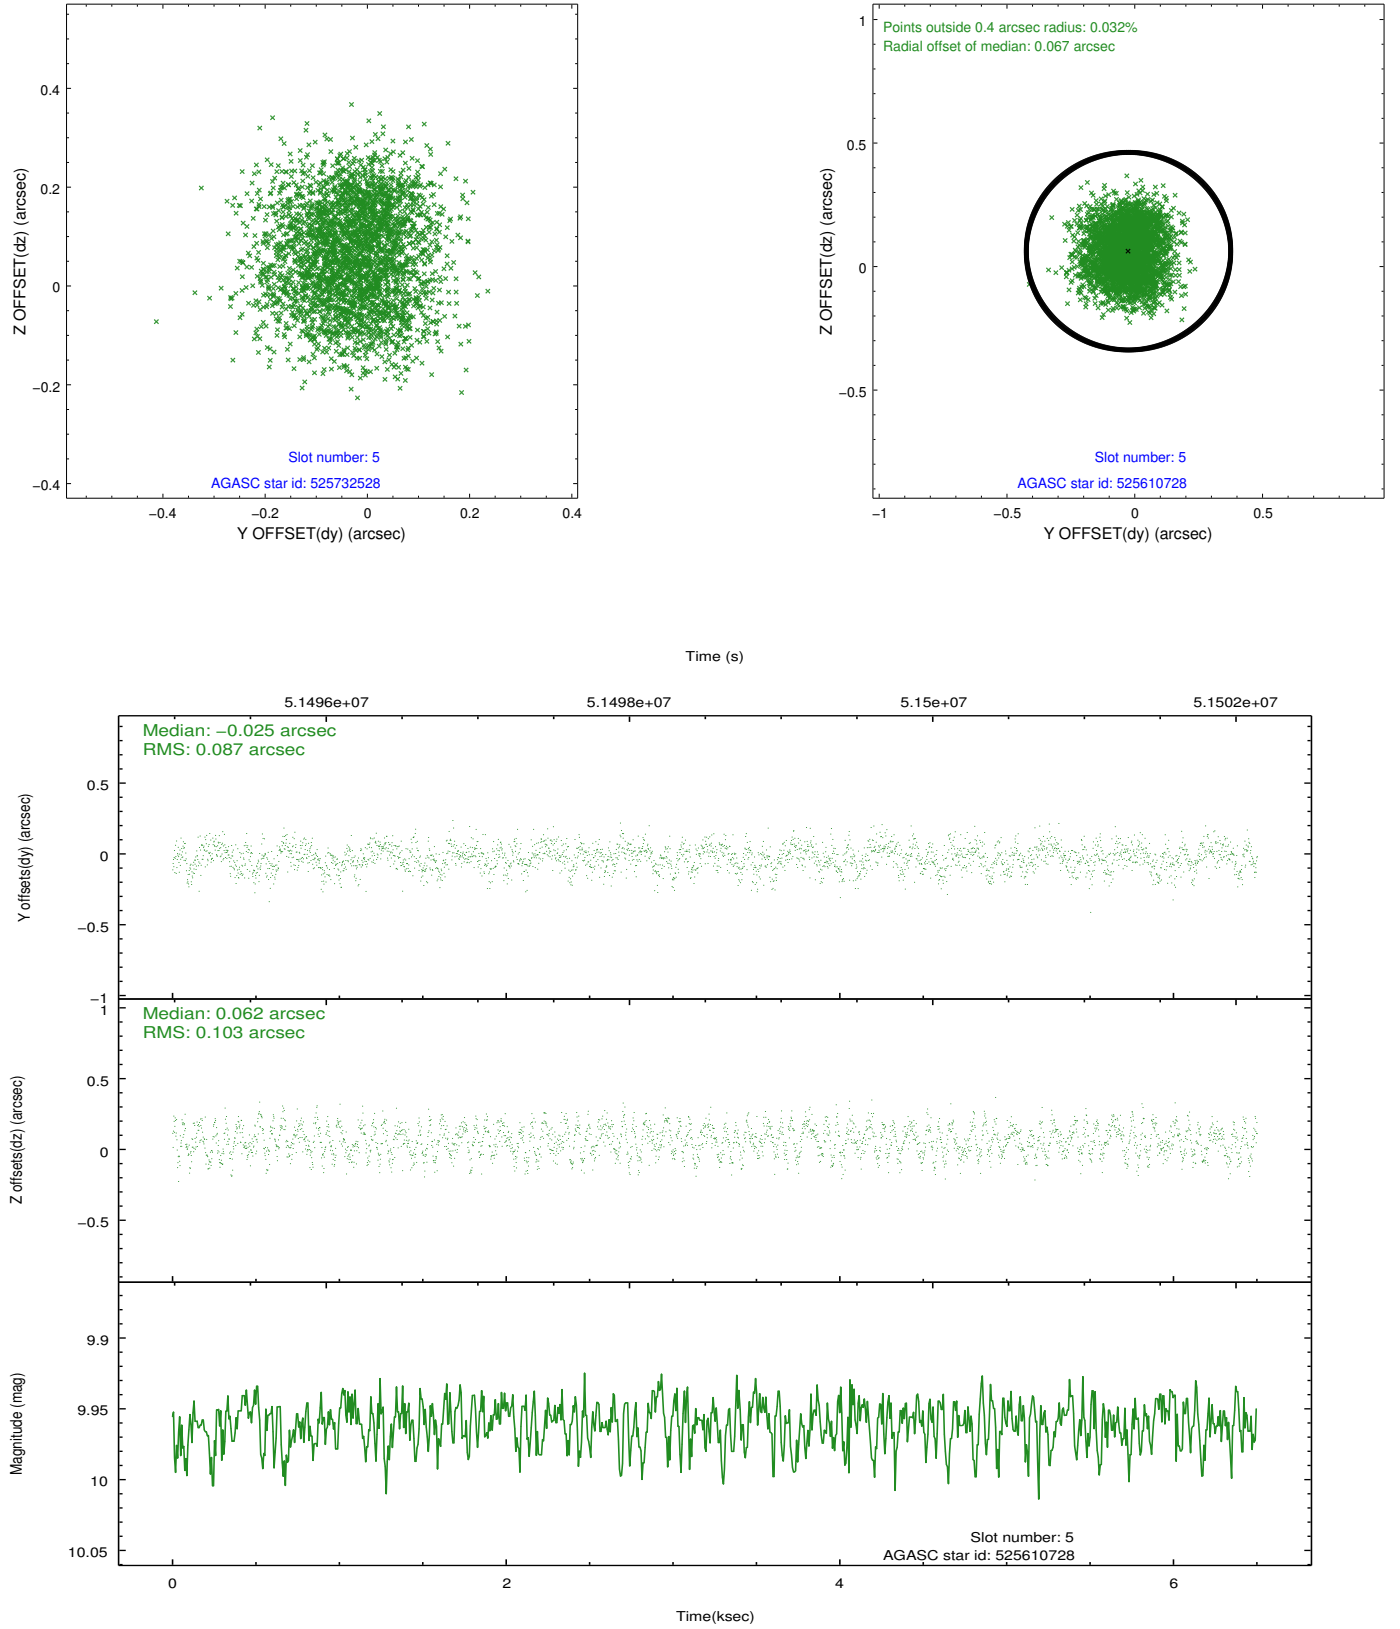 0.4
0.2
0
−0.2
−0.4
Z OFFSET(dz) (arcsec)
Slot number: 5
AGASC star id: 525732528
−0.4 −0.2 0 0.2 0.4
Y OFFSET(dy) (arcsec)
Points outside 0.4 arcsec radius: 0.032%
Radial offset of median: 0.067 arcsec
1
0.5
0
−0.5
Z OFFSET(dz) (arcsec)
Slot number: 5
AGASC star id: 525610728
−1 −0.5 0 0.5
Y OFFSET(dy) (arcsec)
Time (s)
5.1496e+07 5.1498e+07 5.15e+07 5.1502e+07
Median: −0.025 arcsec
RMS: 0.087 arcsec
0.5
0
−0.5
−1
Y offsets(dy) (arcsec)
Median: 0.062 arcsec
RMS: 0.103 arcsec
1
0.5
0
−0.5
Z offsets(dz) (arcsec)
9.9
9.95
10
10.05
Magnitude (mag)
Slot number: 5
AGASC star id: 525610728
0 2 4 6
Time(ksec)